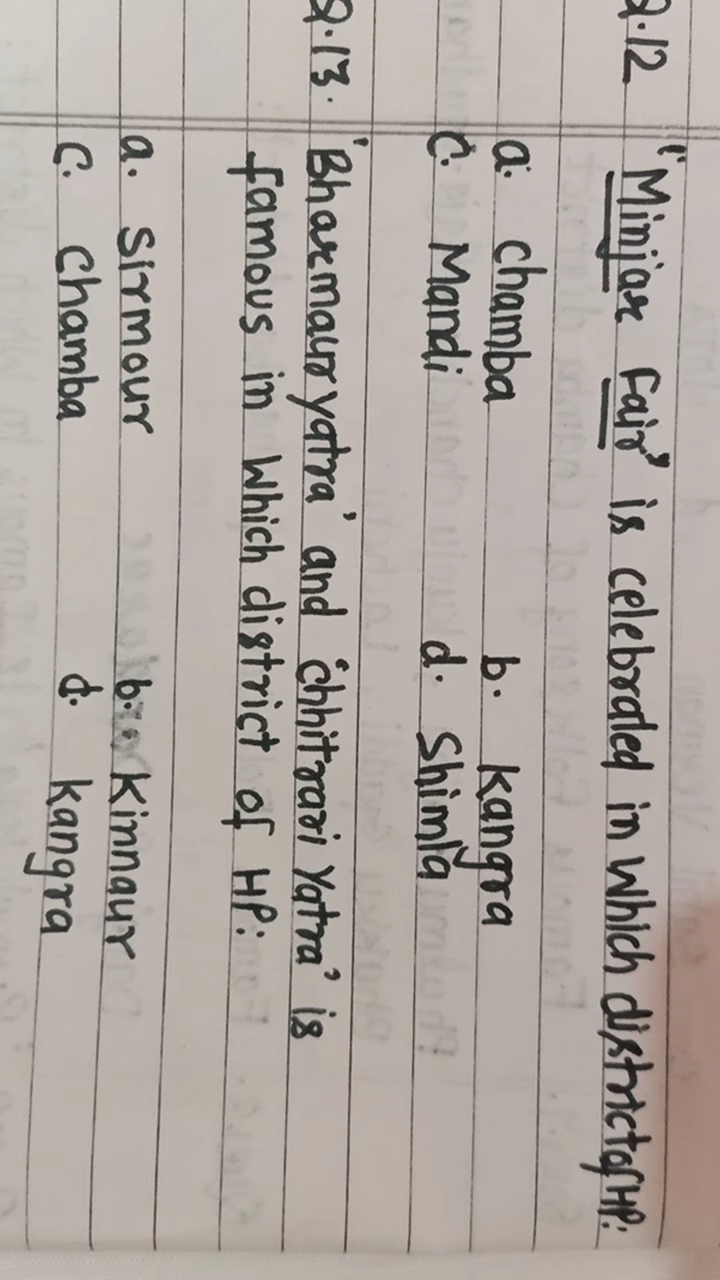 Q.12 "Minjar Fair" is celebrated in which district of HP:
a. Chamba b. Kangra
c. Mandi d. Shimla
Q.13. 'Bharmaur yatra' and 'Chhitrari Yatra' is
famous in which district of HP:
a. Sirmour b. Kinnaur
c. Chamba d. Kangra